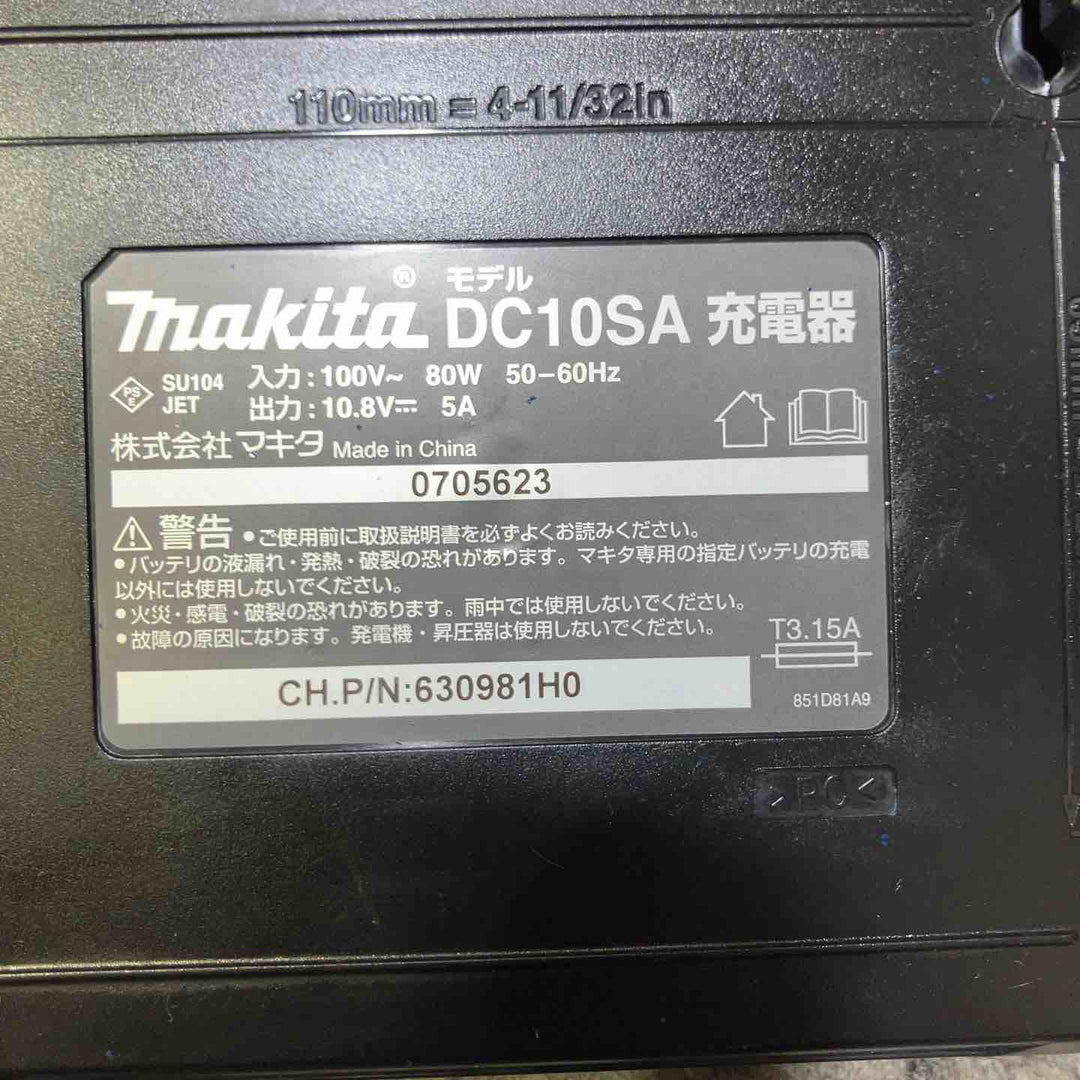 110mm = 4-11/32in
makita® モデル DC10SA 充電器
PSE SU104 JET
入力:100V~ 80W 50-60Hz
出力:10.8V⎓ 5A
株式会社マキタ Made in China
0705623
警告 •ご使用前に取扱説明書を必ずよくお読みください。
•バッテリの液漏れ・発熱・破裂の恐れがあります。マキタ専用の指定バッテリの充電
以外には使用しないでください。
•火災・感電・破裂の恐れがあります。雨中では使用しないでください。
•故障の原因になります。発電機・昇圧器は使用しないでください。
T3.15A
CH.P/N:630981H0
851D81A9
>PC<